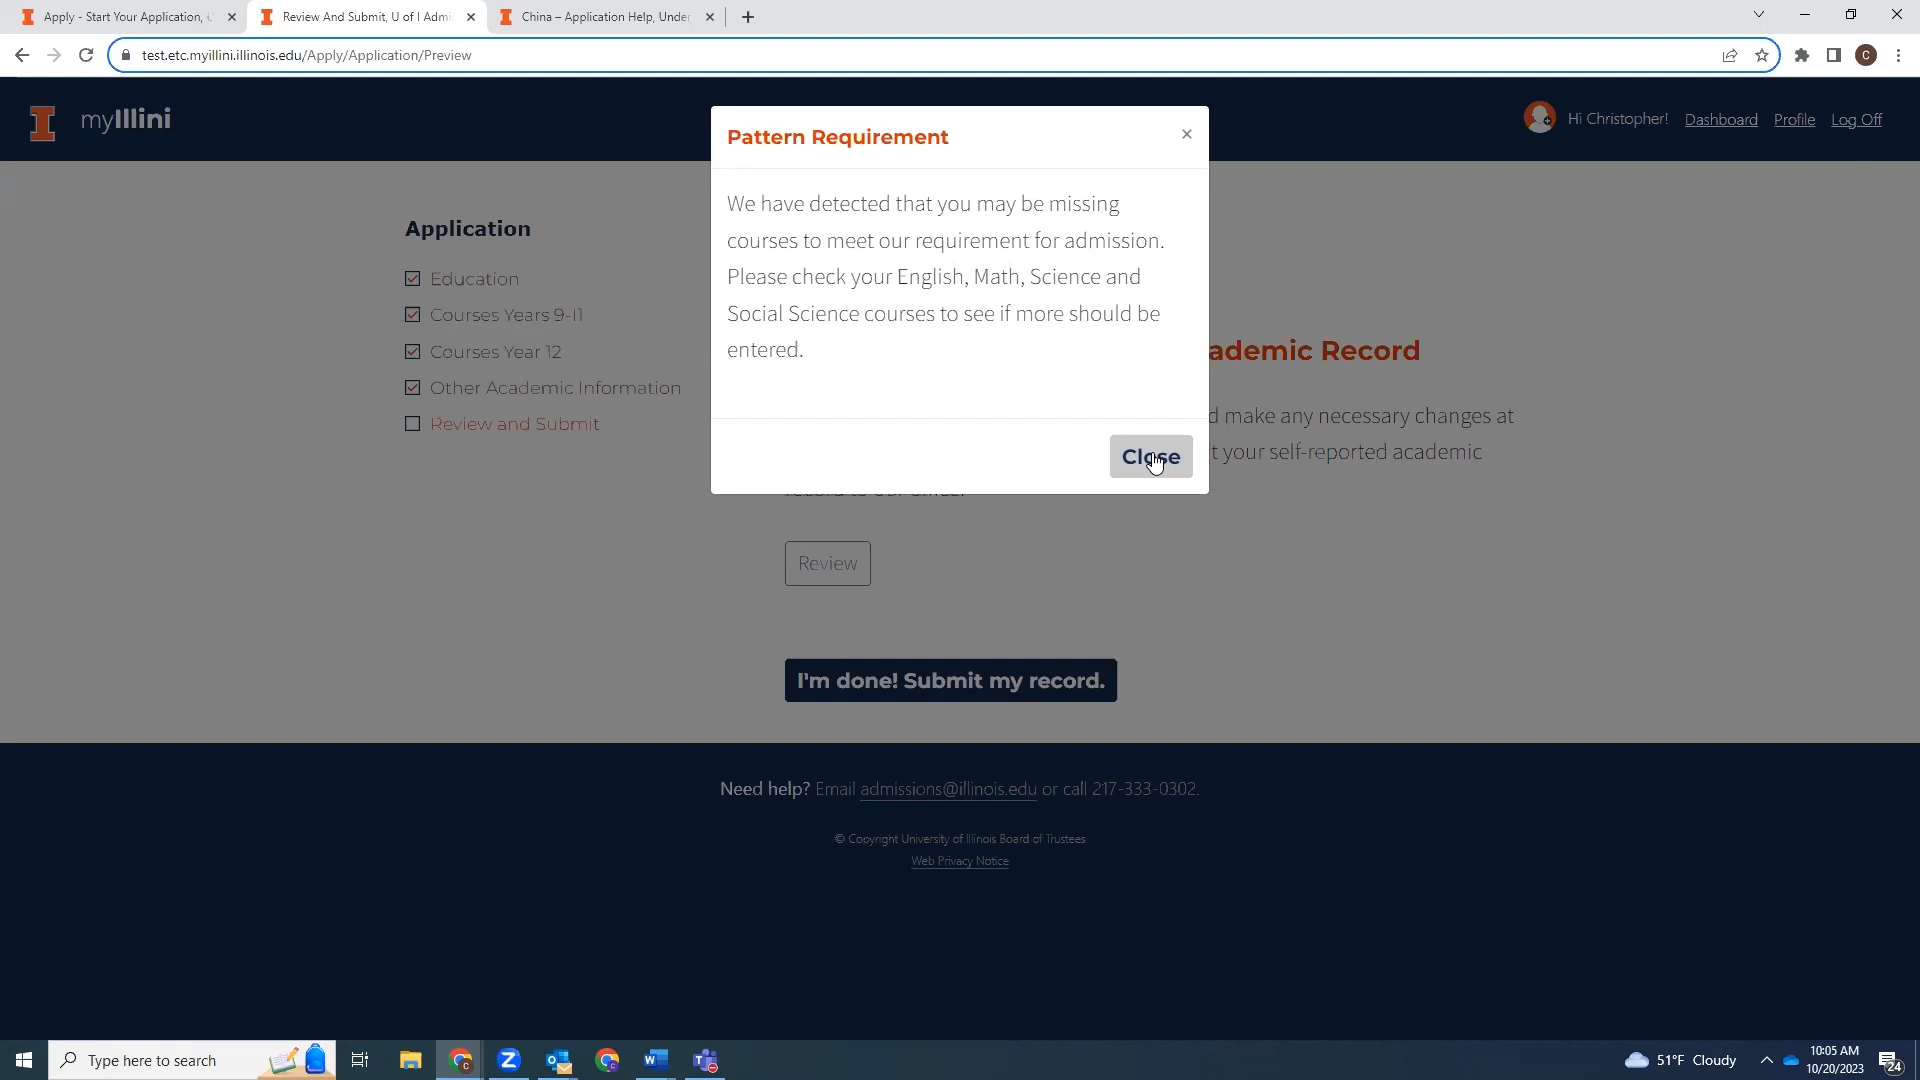 Apply - Start Your Application,
Review And Submit, U of I Admi
China – Application Help, Under
test.etc.myillini.illinois.edu/Apply/Application/Preview
C
myIllini
Hi Christopher!
Dashboard
Profile
Log Off
Pattern Requirement
×
We have detected that you may be missing
courses to meet our requirement for admission.
Please check your English, Math, Science and
Social Science courses to see if more should be
entered.
Close
Application
Education
Courses Years 9-11
Courses Year 12
Other Academic Information
Review and Submit
ademic Record
d make any necessary changes at
t your self-reported academic
Review
I'm done! Submit my record.
Need help? Email admissions@illinois.edu or call 217-333-0302.
© Copyright University of Illinois Board of Trustees
Web Privacy Notice
Type here to search
51°F Cloudy
10:05 AM
10/20/2023
24